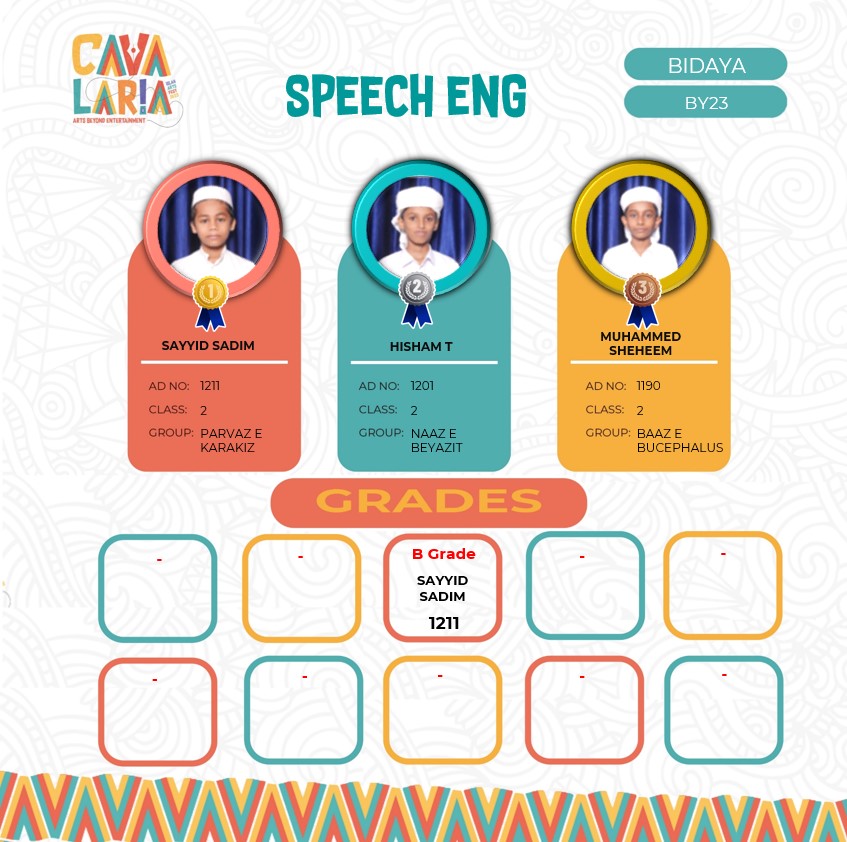 CAVA
LARIA
ARTS BEYOND ENTERTAINMENT
SPEECH ENG
BIDAYA
BY23
1
SAYYID SADIM
AD NO: 1211
CLASS: 2
GROUP: PARVAZ E
KARAKIZ
2
HISHAM T
AD NO: 1201
CLASS: 2
GROUP: NAAZ E
BEYAZIT
3
MUHAMMED
SHEHEEM
AD NO: 1190
CLASS: 2
GROUP: BAAZ E
BUCEPHALUS
GRADES
-
-
B Grade
SAYYID
SADIM
1211
-
-
-
-
-
-
-